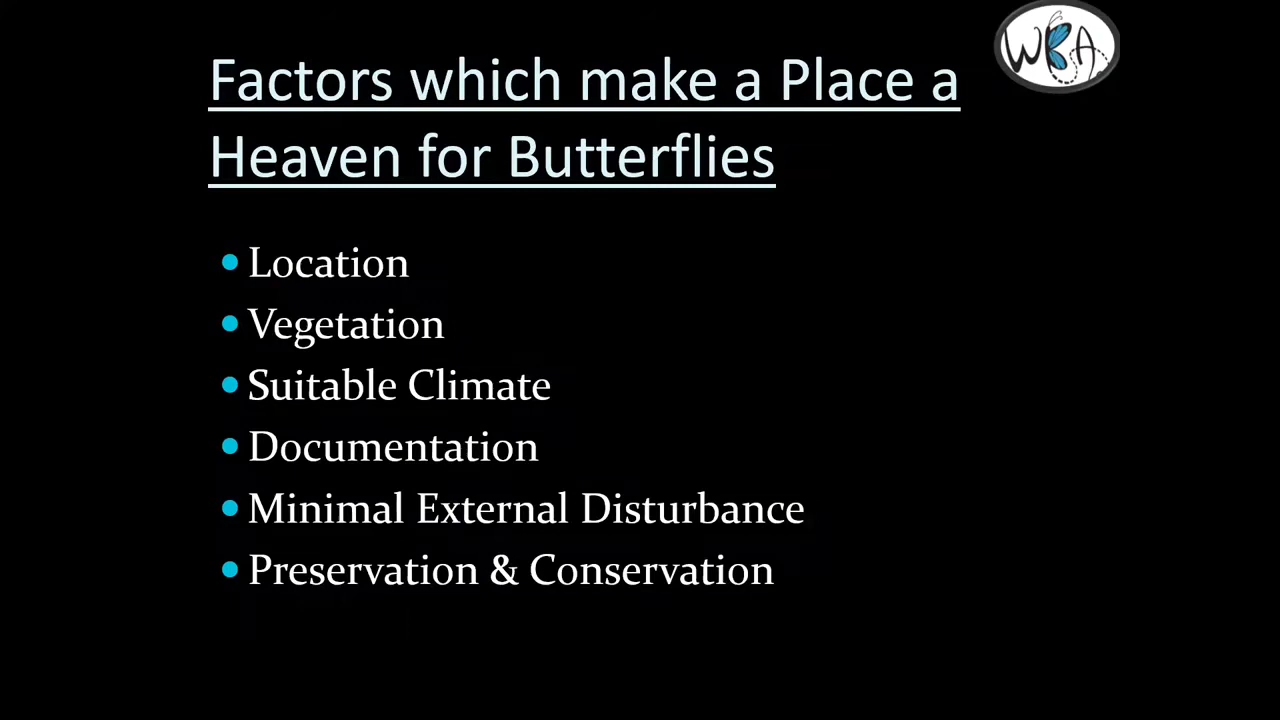 WBA
Factors which make a Place a
Heaven for Butterflies
• Location
• Vegetation
• Suitable Climate
• Documentation
• Minimal External Disturbance
• Preservation & Conservation